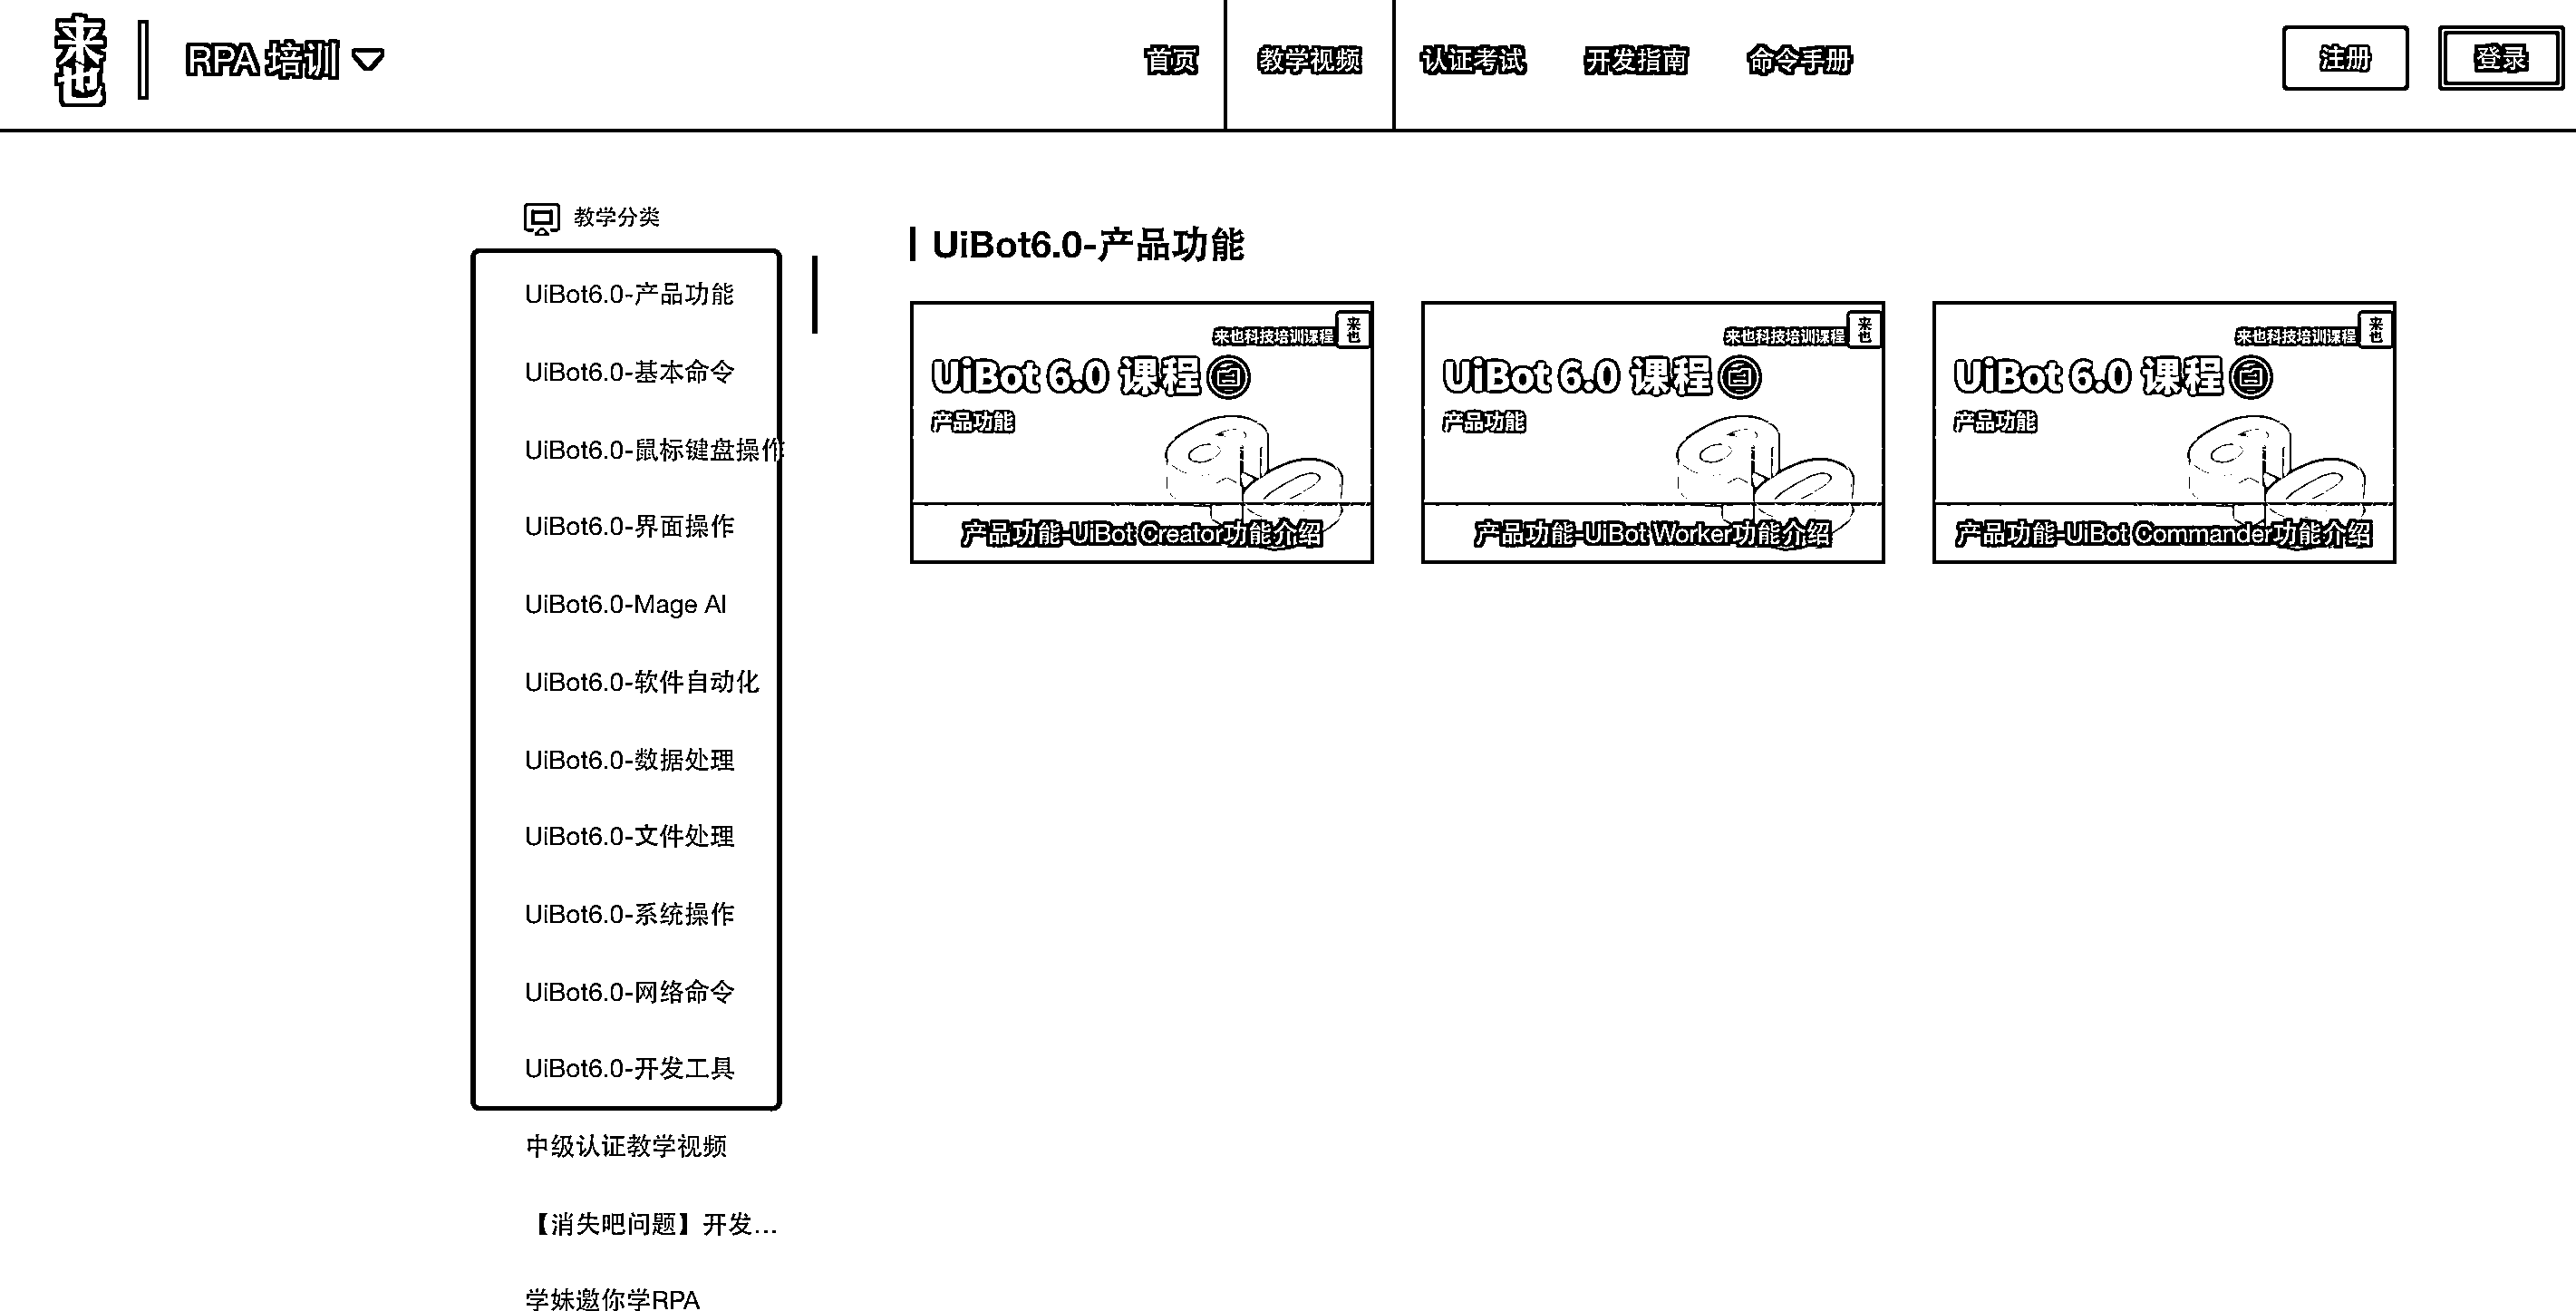 来也
RPA 培训
首页
教学视频
认证考试
开发指南
命令手册
注册
登录
教学分类
UiBot6.0-产品功能
UiBot6.0-基本命令
UiBot6.0-鼠标键盘操作
UiBot6.0-界面操作
UiBot6.0-Mage AI
UiBot6.0-软件自动化
UiBot6.0-数据处理
UiBot6.0-文件处理
UiBot6.0-系统操作
UiBot6.0-网络命令
UiBot6.0-开发工具
中级认证教学视频
【消失吧问题】开发...
学妹邀你学RPA
UiBot6.0-产品功能
来也科技培训课程
来也
UiBot 6.0 课程
产品功能
产品功能-UiBot Creator功能介绍
来也科技培训课程
来也
UiBot 6.0 课程
产品功能
产品功能-UiBot Worker功能介绍
来也科技培训课程
来也
UiBot 6.0 课程
产品功能
产品功能-UiBot Commander功能介绍